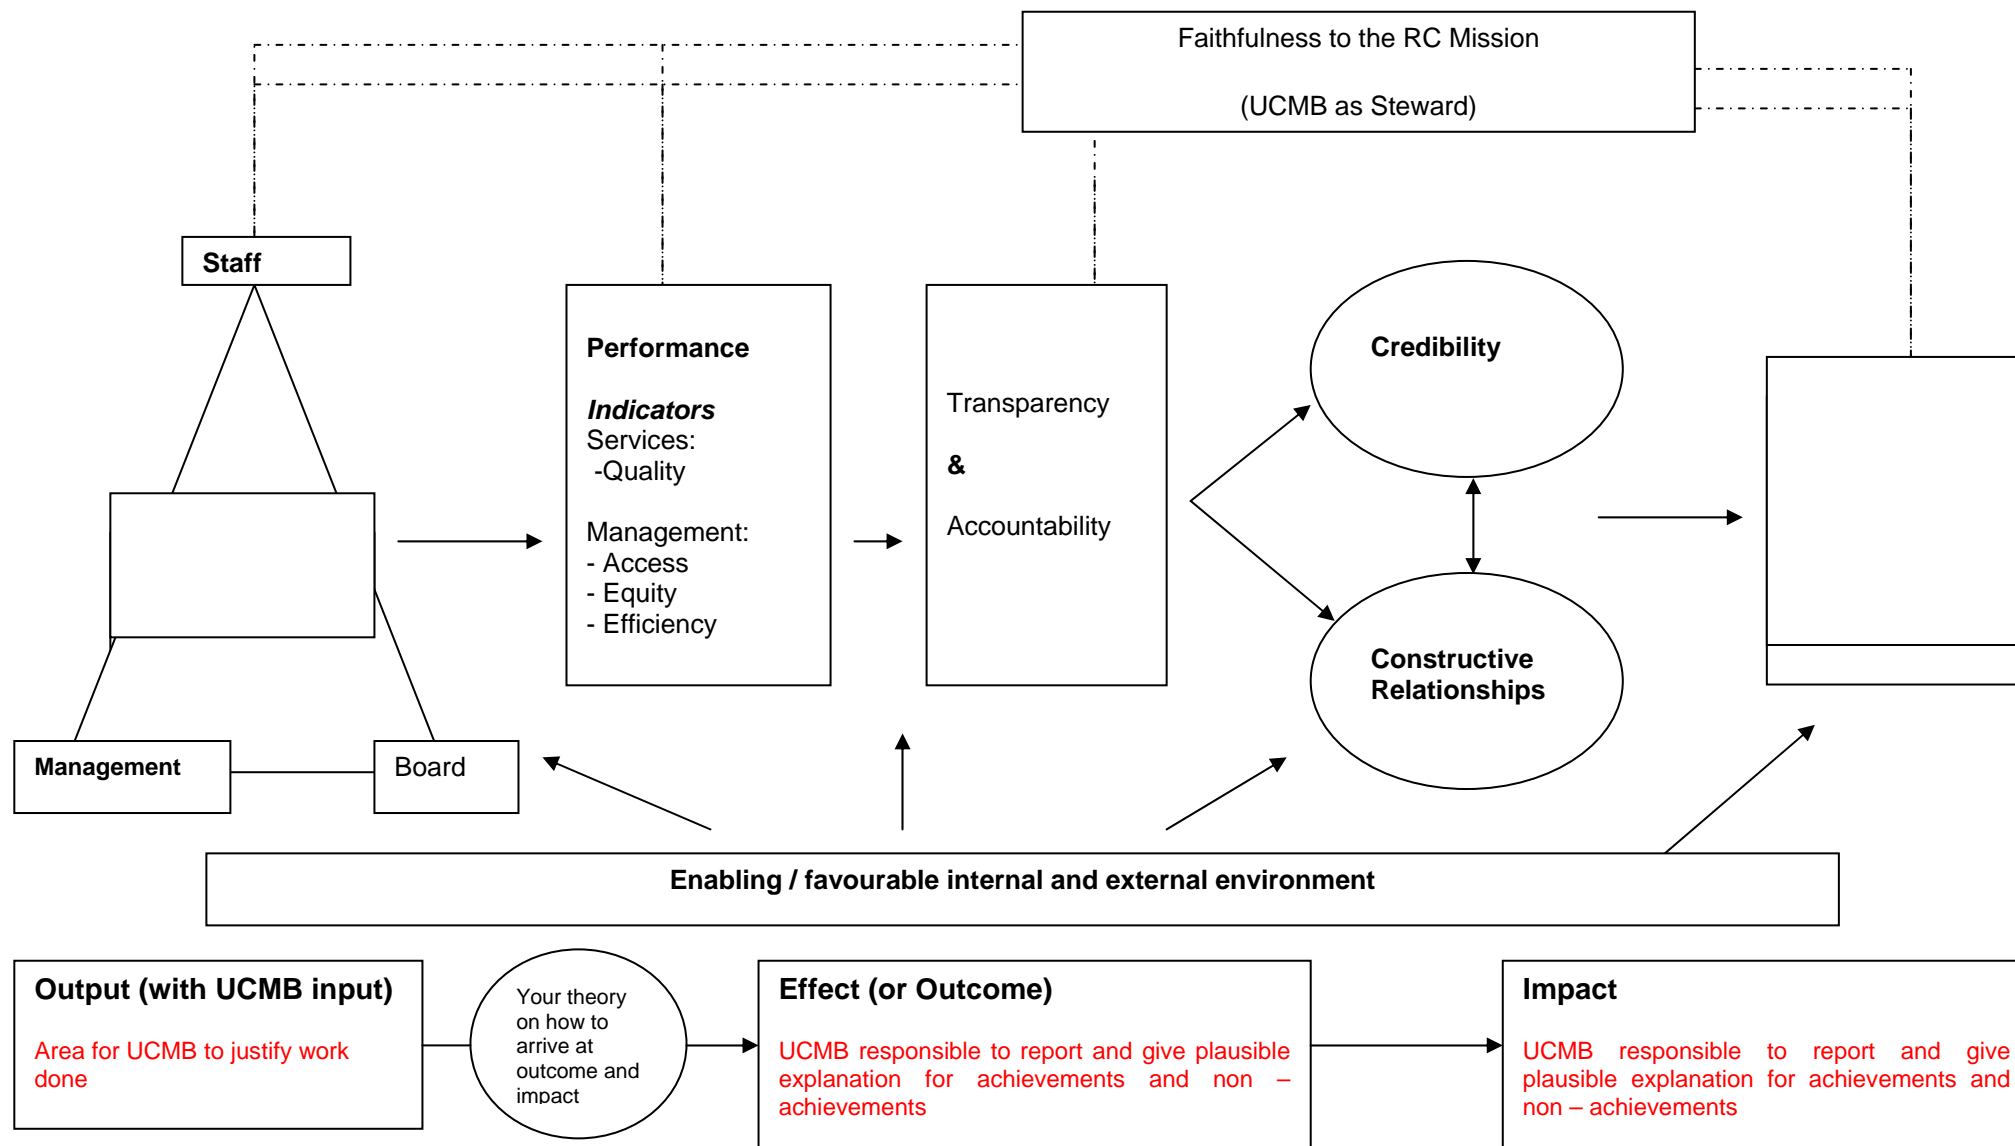 Faithfulness to the RC Mission
(UCMB as Steward)
Staff
Performance
Indicators
Services:
-Quality
Management:
- Access
- Equity
- Efficiency
Transparency
&
Accountability
Credibility
Constructive
Relationships
Management
Board
Enabling / favourable internal and external environment
Output (with UCMB input)
Area for UCMB to justify work
done
Your theory
on how to
arrive at
outcome and
impact
Effect (or Outcome)
UCMB responsible to report and give plausible
explanation for achievements and non –
achievements
Impact
UCMB responsible to report and give
plausible explanation for achievements and
non – achievements